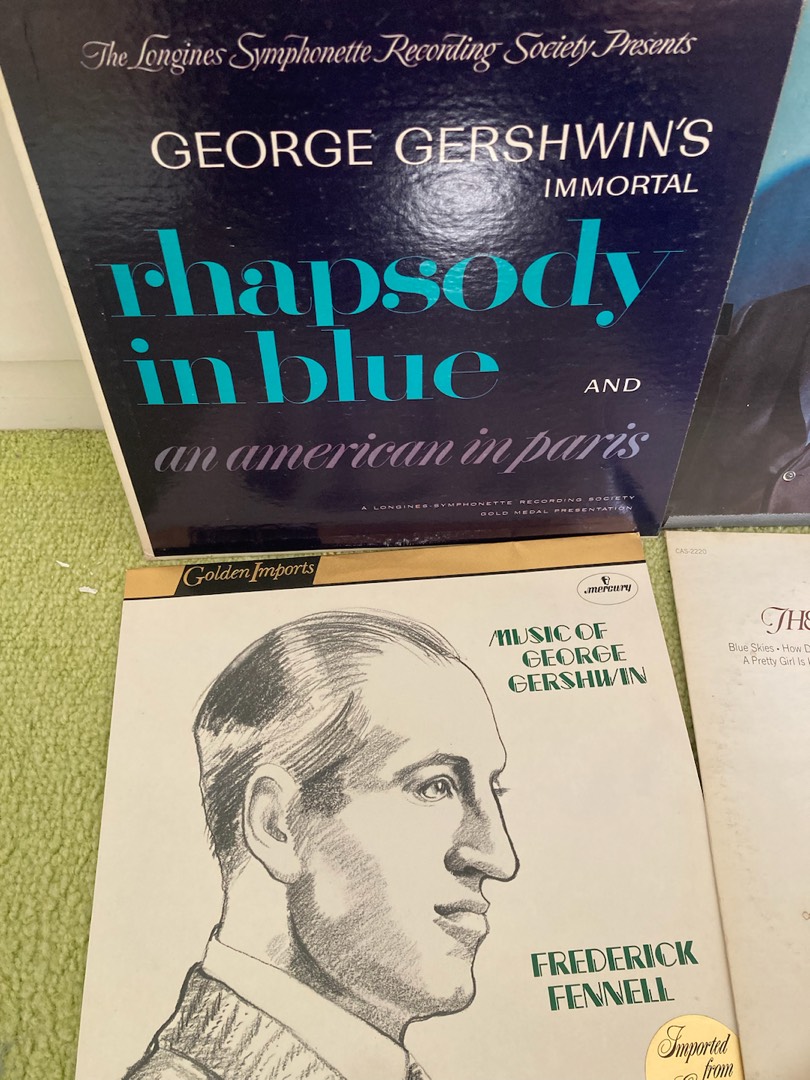 The Longines Symphonette Recording Society Presents
GEORGE GERSHWIN'S
IMMORTAL
rhapsody
in blue
AND
an american in paris
A LONGINES-SYMPHONETTE RECORDING SOCIETY
GOLD MEDAL PRESENTATION
Golden Imports
mercury
MUSIC OF
GEORGE
GERSHWIN
FREDERICK
FENNELL
Imported
from
CAS-2220
Blue Skies • How
A Pretty Girl Is